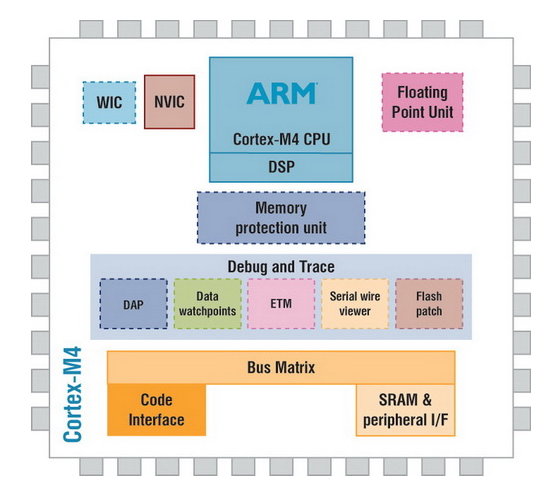 WIC
NVIC
ARM
Cortex-M4 CPU
DSP
Floating
Point Unit
Memory
protection unit
Debug and Trace
DAP
Data
watchpoints
ETM
Serial wire
viewer
Flash
patch
Bus Matrix
Code
Interface
SRAM &
peripheral I/F
Cortex-M4